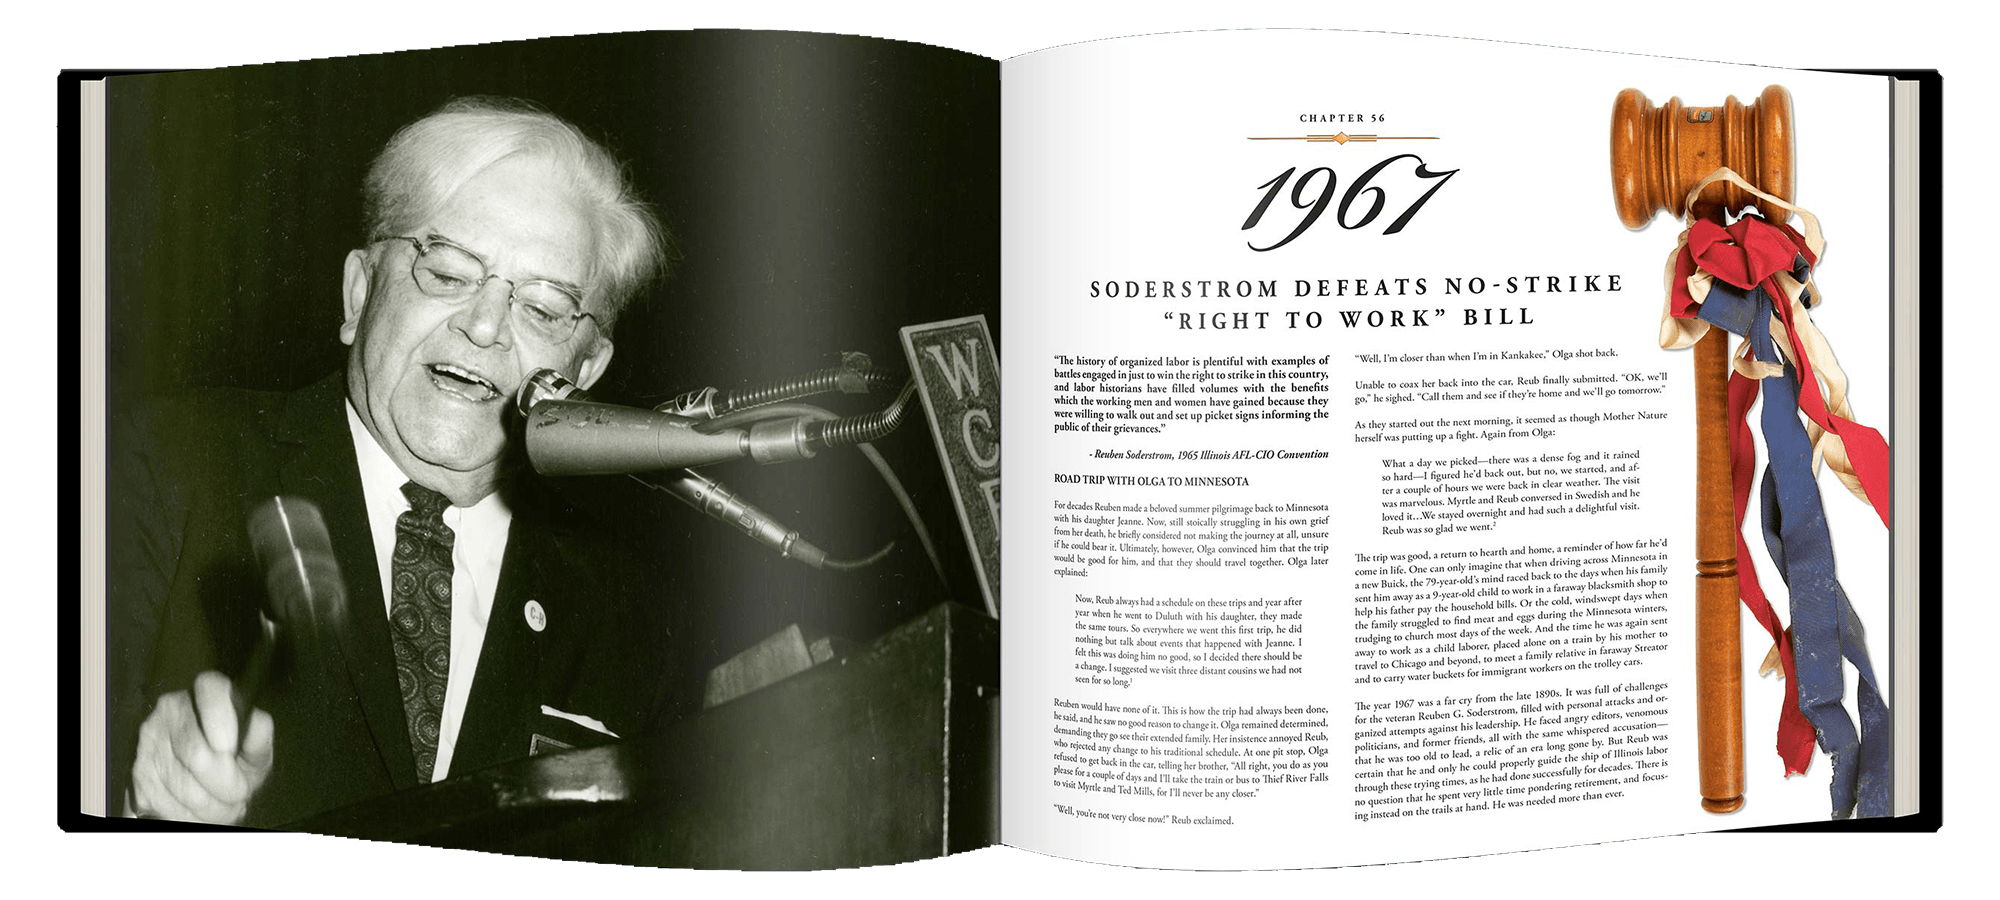 W
C
CHAPTER 56
1967
SODERSTROM DEFEATS NO-STRIKE
“RIGHT TO WORK” BILL
“The history of organized labor is plentiful with examples of
battles engaged in just to win the right to strike in this country,
and labor historians have filled volumes with the benefits
which the working men and women have gained because they
were willing to walk out and set up picket signs informing the
public of their grievances.”
- Reuben Soderstrom, 1965 Illinois AFL-CIO Convention
ROAD TRIP WITH OLGA TO MINNESOTA
For decades Reuben made a beloved summer pilgrimage back to Minnesota
with his daughter Jeanne. Now, still stoically struggling in his own grief
from her death, he briefly considered not making the journey at all, unsure
if he could bear it. Ultimately, however, Olga convinced him that the trip
would be good for him, and that they should travel together. Olga later
explained:
Now, Reub always had a schedule on these trips and year after
year when he went to Duluth with his daughter, they made
the same tours. So everywhere we went this first trip, he did
nothing but talk about events that happened with Jeanne. I
felt this was doing him no good, so I decided there should be
a change. I suggested we visit three distant cousins we had not
seen for so long.1
Reuben would have none of it. This is how the trip had always been done,
he said, and he saw no good reason to change it. Olga remained determined,
demanding they go see their extended family. Her insistence annoyed Reub,
who rejected any change to his traditional schedule. At one pit stop, Olga
refused to get back in the car, telling her brother, “All right, you do as you
please for a couple of days and I’ll take the train or bus to Thief River Falls
to visit Myrtle and Ted Mills, for I’ll never be any closer.”
“Well, you’re not very close now!” Reub exclaimed.
“Well, I’m closer than when I’m in Kankakee,” Olga shot back.
Unable to coax her back into the car, Reub finally submitted. “OK, we’ll
go,” he sighed. “Call them and see if they’re home and we’ll go tomorrow.”
As they started out the next morning, it seemed as though Mother Nature
herself was putting up a fight. Again from Olga:
What a day we picked—there was a dense fog and it rained
so hard—I figured he’d back out, but no, we started, and af-
ter a couple of hours we were back in clear weather. The visit
was marvelous. Myrtle and Reub conversed in Swedish and he
loved it…We stayed overnight and had such a delightful visit.
Reub was so glad we went.2
The trip was good, a return to hearth and home, a reminder of how far he’d
come in life. One can only imagine that when driving across Minnesota in
a new Buick, the 79-year-old’s mind raced back to the days when his family
sent him away as a 9-year-old child to work in a faraway blacksmith shop to
help his father pay the household bills. Or the cold, windswept days when
the family struggled to find meat and eggs during the Minnesota winters,
trudging to church most days of the week. And the time he was again sent
away to work as a child laborer, placed alone on a train by his mother to
travel to Chicago and beyond, to meet a family relative in faraway Streator
and to carry water buckets for immigrant workers on the trolley cars.
The year 1967 was a far cry from the late 1890s. It was full of challenges
for the veteran Reuben G. Soderstrom, filled with personal attacks and or-
ganized attempts against his leadership. He faced angry editors, venomous
politicians, and former friends, all with the same whispered accusation—
that he was too old to lead, a relic of an era long gone by. But Reub was
certain that he and only he could properly guide the ship of Illinois labor
through these trying times, as he had done successfully for decades. There is
no question that he spent very little time pondering retirement, and focus-
ing instead on the trails at hand. He was needed more than ever.